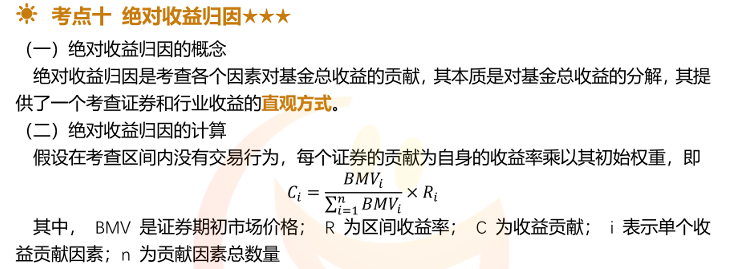 考点十 绝对收益归因★★★
（一）绝对收益归因的概念
绝对收益归因是考查各个因素对基金总收益的贡献，其本质是对基金总收益的分解，其提
供了一个考查证券和行业收益的直观方式。
（二）绝对收益归因的计算
假设在考查区间内没有交易行为，每个证券的贡献为自身的收益率乘以其初始权重，即
C_i = BMV_i / ∑_{i=1}^{n} BMV_i × R_i
其中， BMV 是证券期初市场价格； R 为区间收益率； C 为收益贡献； i 表示单个收
益贡献因素；n 为贡献因素总数量